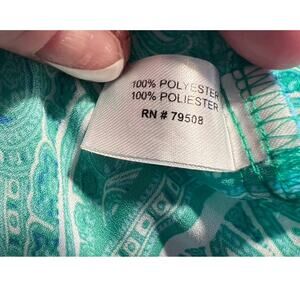 100% POLYESTER
100% POLIESTER
RN # 79508